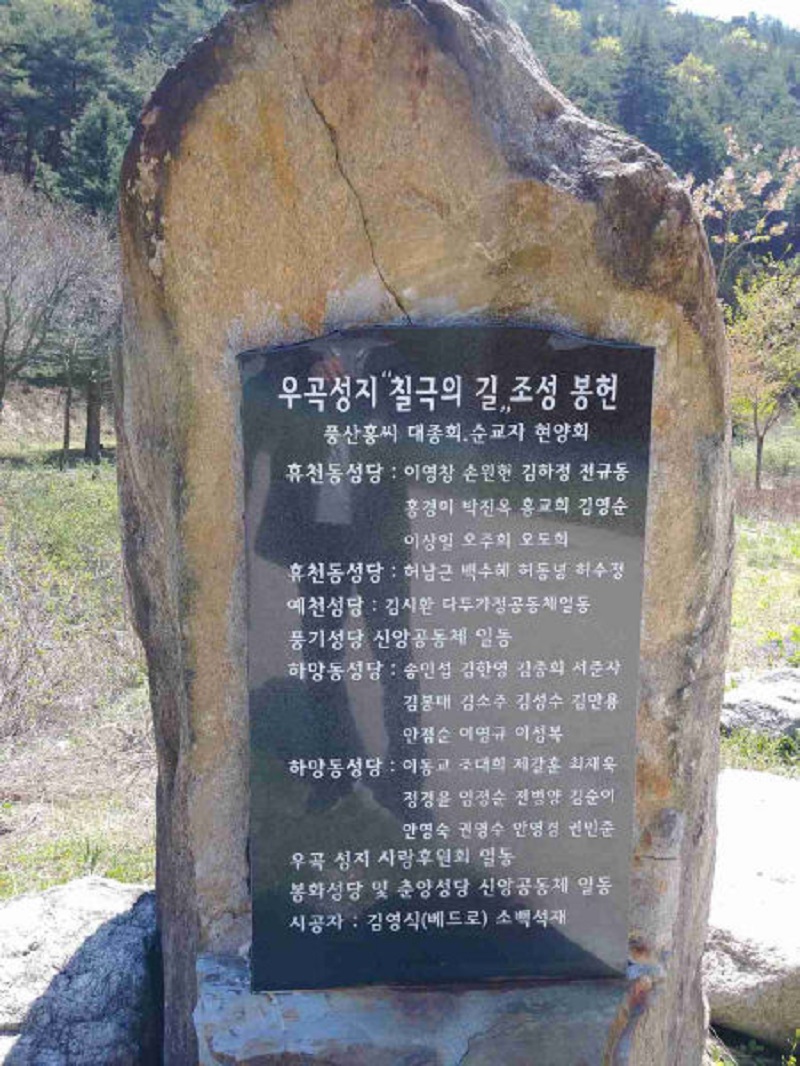 우곡성지 “칠극의 길„ 조성 봉헌
풍산홍씨 대종회.순교자 현양회
휴천동성당 : 이영창 손원헌 김하정 전규동
홍경미 박진옥 홍교희 김영순
이상일 오주희 오도희
휴천동성당 : 허남근 백수혜 허동녕 허수정
예천성당 : 김시환 다두가정공동체일동
풍기성당 신앙공동체 일동
하망동성당 : 송민섭 김한영 김종회 서준자
김봉태 김소주 김성수 김만용
안점순 이영규 이성복
하망동성당 : 이동교 조대희 제갈훈 최재욱
정경윤 임정순 전병양 김순이
안영숙 권영수 안영경 권민준
우곡 성지 사랑후원회 일동
봉화성당 및 춘양성당 신앙공동체 일동
시공자 : 김영식(베드로) 소백석재